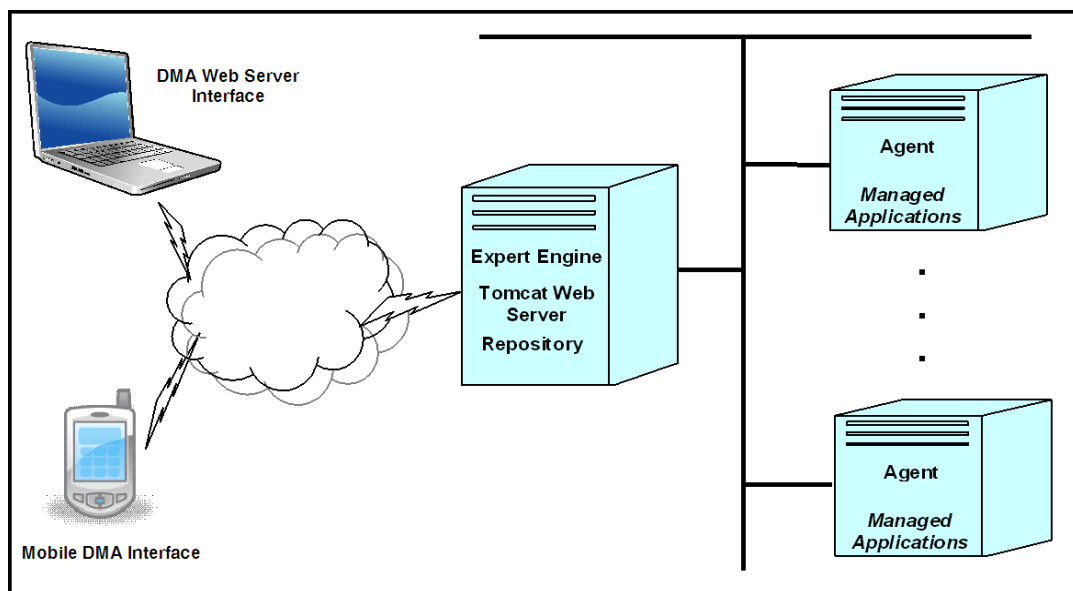 DMA Web Server
Interface
Mobile DMA Interface
Expert Engine
Tomcat Web
Server
Repository
Agent
Managed
Applications
Agent
Managed
Applications